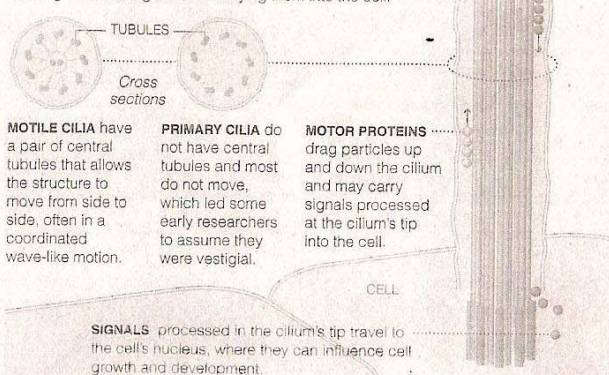 TUBULES
Cross
sections
MOTILE CILIA have
a pair of central
tubules that allows
the structure to
move from side to
side, often in a
coordinated
wave-like motion.
PRIMARY CILIA do
not have central
tubules and most
do not move,
which led some
early researchers
to assume they
were vestigial.
MOTOR PROTEINS
drag particles up
and down the cilium
and may carry
signals processed
at the cilium's tip
into the cell.
CELL
SIGNALS processed in the cilium's tip travel to
the cell's nucleus, where they can influence cell
growth and development.